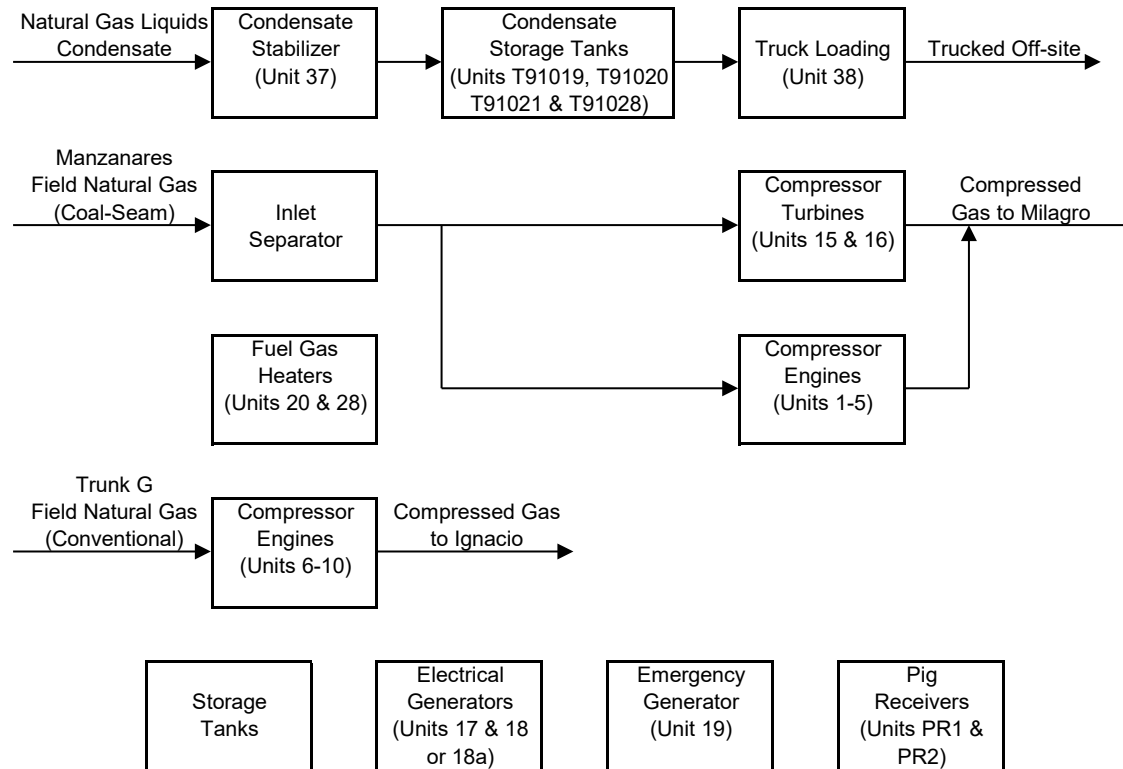 Natural Gas Liquids
Condensate
Condensate
Stabilizer
(Unit 37)
Condensate
Storage Tanks
(Units T91019, T91020
T91021 & T91028)
Truck Loading
(Unit 38)
Trucked Off-site
Manzanares
Field Natural Gas
(Coal-Seam)
Inlet
Separator
Compressor
Turbines
(Units 15 & 16)
Compressed
Gas to Milagro
Fuel Gas
Heaters
(Units 20 & 28)
Compressor
Engines
(Units 1-5)
Trunk G
Field Natural Gas
(Conventional)
Compressor
Engines
(Units 6-10)
Compressed Gas
to Ignacio
Storage
Tanks
Electrical
Generators
(Units 17 & 18
or 18a)
Emergency
Generator
(Unit 19)
Pig
Receivers
(Units PR1 &
PR2)